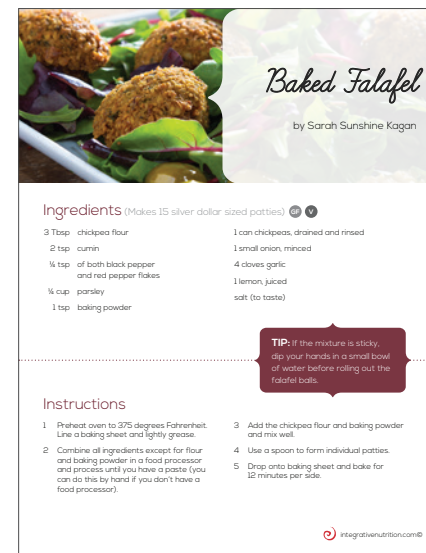 Baked Falafel
by Sarah Sunshine Kagan
Ingredients (Makes 15 silver dollar sized patties) GF V
3 Tbsp chickpea flour
2 tsp cumin
¼ tsp of both black pepper
and red pepper flakes
¼ cup parsley
1 tsp baking powder
1 can chickpeas, drained and rinsed
1 small onion, minced
4 cloves garlic
1 lemon, juiced
salt (to taste)
TIP: If the mixture is sticky,
dip your hands in a small bowl
of water before rolling out the
falafel balls.
Instructions
1 Preheat oven to 375 degrees Fahrenheit.
Line a baking sheet and lightly grease.
2 Combine all ingredients except for flour
and baking powder in a food processor
and process until you have a paste (you
can do this by hand if you don't have a
food processor).
3 Add the chickpea flour and baking powder
and mix well.
4 Use a spoon to form individual patties.
5 Drop onto baking sheet and bake for
12 minutes per side.
integrativenutrition.com©